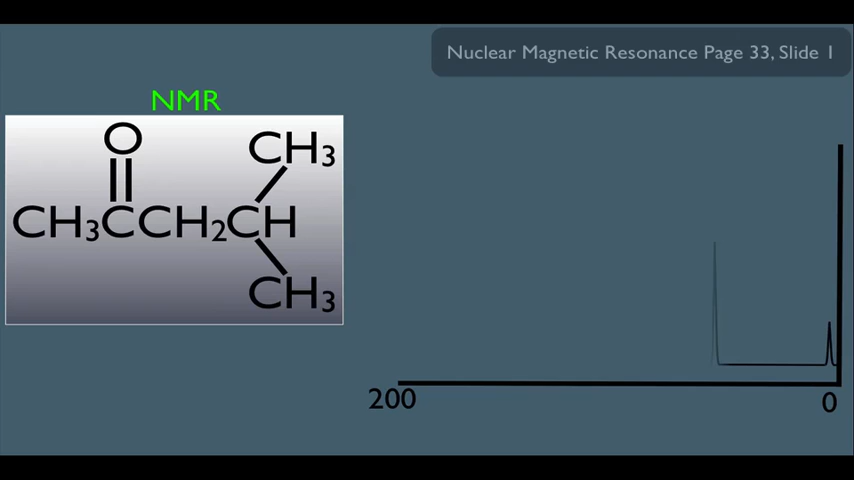 Nuclear Magnetic Resonance Page 33, Slide 1
NMR
O
CH3
CH3CCH2CH
CH3
200
0